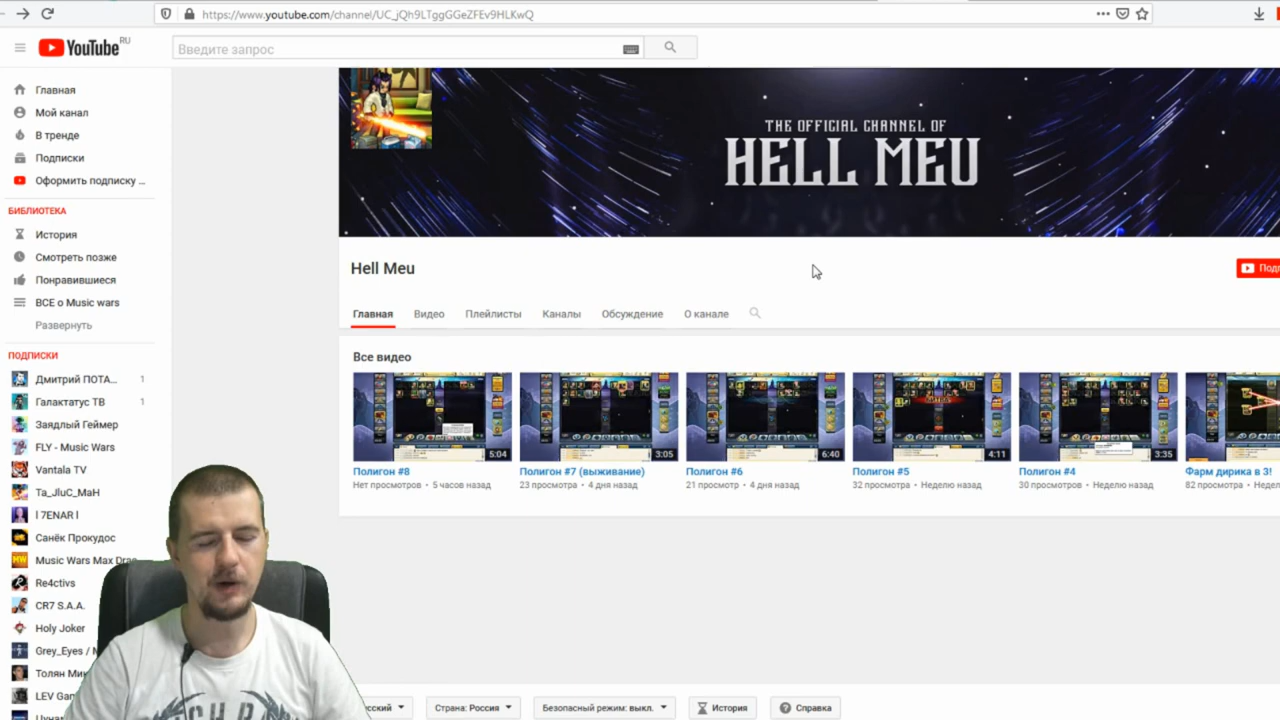 https://www.youtube.com/channel/UC_jQh9LTggGGeZFEv9HLKwQ
YouTube RU
Введите запрос
Главная
Мой канал
В тренде
Подписки
Оформить подписку ...
БИБЛИОТЕКА
История
Смотреть позже
Понравившиеся
ВСЕ о Music wars
Развернуть
ПОДПИСКИ
Дмитрий ПОТА... 1
Галактатус ТВ 1
Заядлый Геймер
FLY - Music Wars
Vantala TV
Ta_JluC_MaH
l 7ENAR l
Санёк Прокудос
Music Wars Max Drag
Re4ctivs
CR7 S.A.A.
Holy Joker
Grey_Eyes /
Толян
LEV
THE OFFICIAL CHANNEL OF
HELL MEU
Hell Meu
Главная Видео Плейлисты Каналы Обсуждение О канале
Все видео
5:04 3:05 6:40 4:11 3:35
Полигон #8 Полигон #7 (выживание) Полигон #6 Полигон #5 Полигон #4 Фарм дирика в 3!
Нет просмотров • 5 часов назад 23 просмотра • 4 дня назад 21 просмотр • 4 дня назад 32 просмотра • Неделю назад 30 просмотров • Неделю назад 82 просмотра •
Страна: Россия Безопасный режим: выкл. История Справка